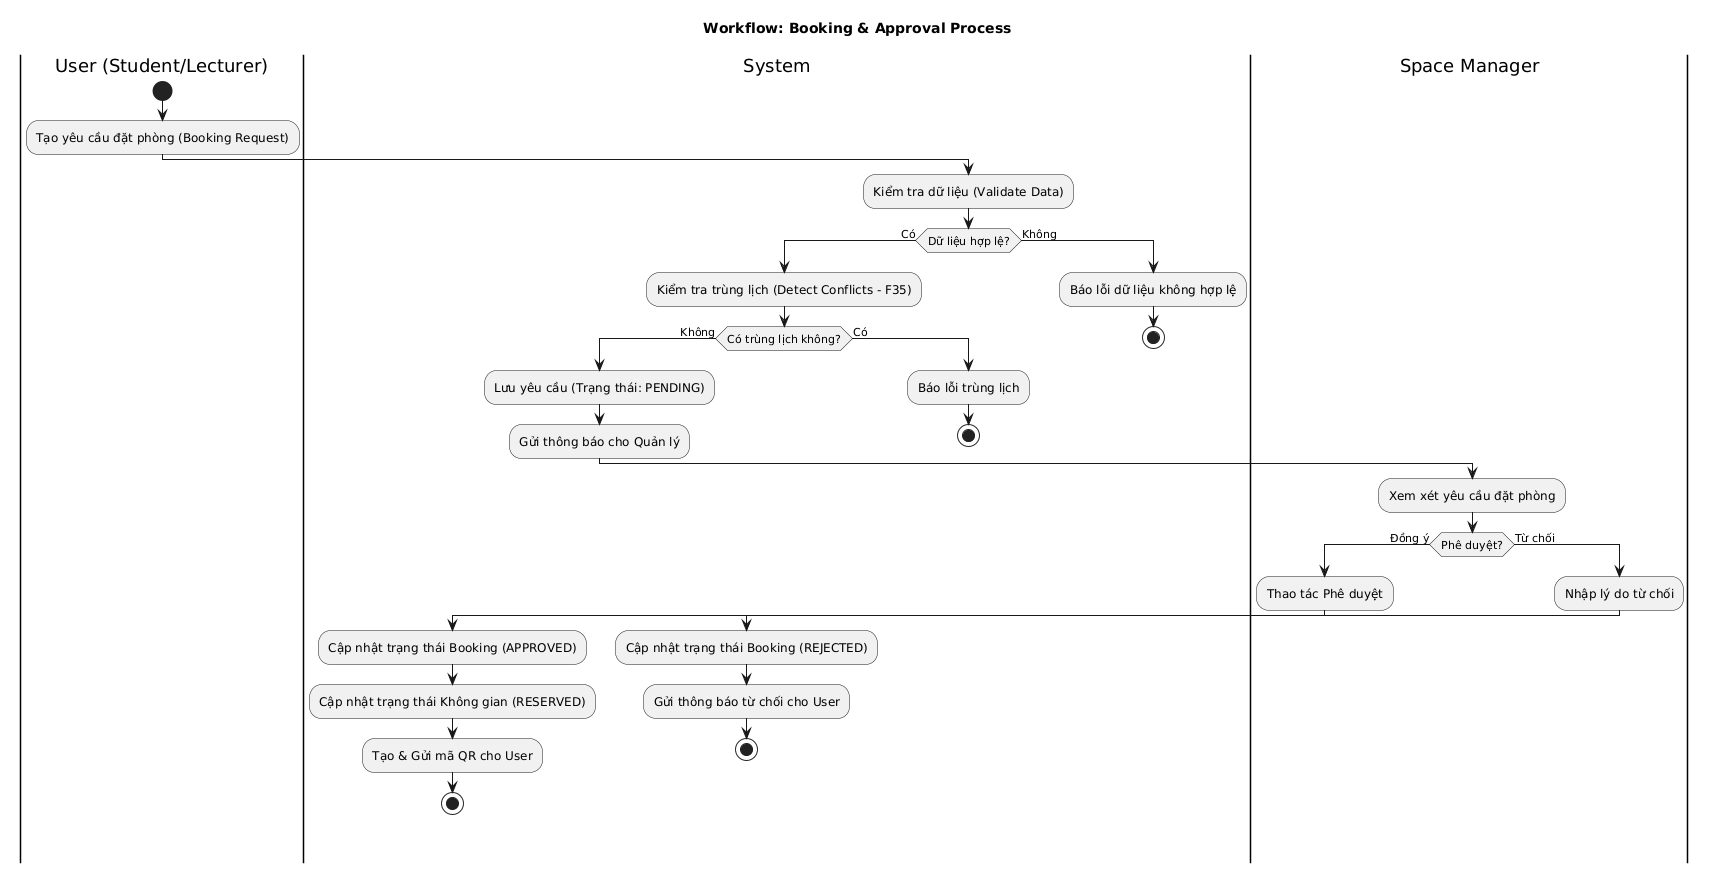 Workflow: Booking & Approval Process
User (Student/Lecturer)
System
Space Manager
Tạo yêu cầu đặt phòng (Booking Request)
Kiểm tra dữ liệu (Validate Data)
Có
Dữ liệu hợp lệ?
Không
Kiểm tra trùng lịch (Detect Conflicts - F35)
Báo lỗi dữ liệu không hợp lệ
Không
Có trùng lịch không?
Có
Lưu yêu cầu (Trạng thái: PENDING)
Báo lỗi trùng lịch
Gửi thông báo cho Quản lý
Xem xét yêu cầu đặt phòng
Đồng ý
Phê duyệt?
Từ chối
Thao tác Phê duyệt
Nhập lý do từ chối
Cập nhật trạng thái Booking (APPROVED)
Cập nhật trạng thái Booking (REJECTED)
Cập nhật trạng thái Không gian (RESERVED)
Gửi thông báo từ chối cho User
Tạo & Gửi mã QR cho User